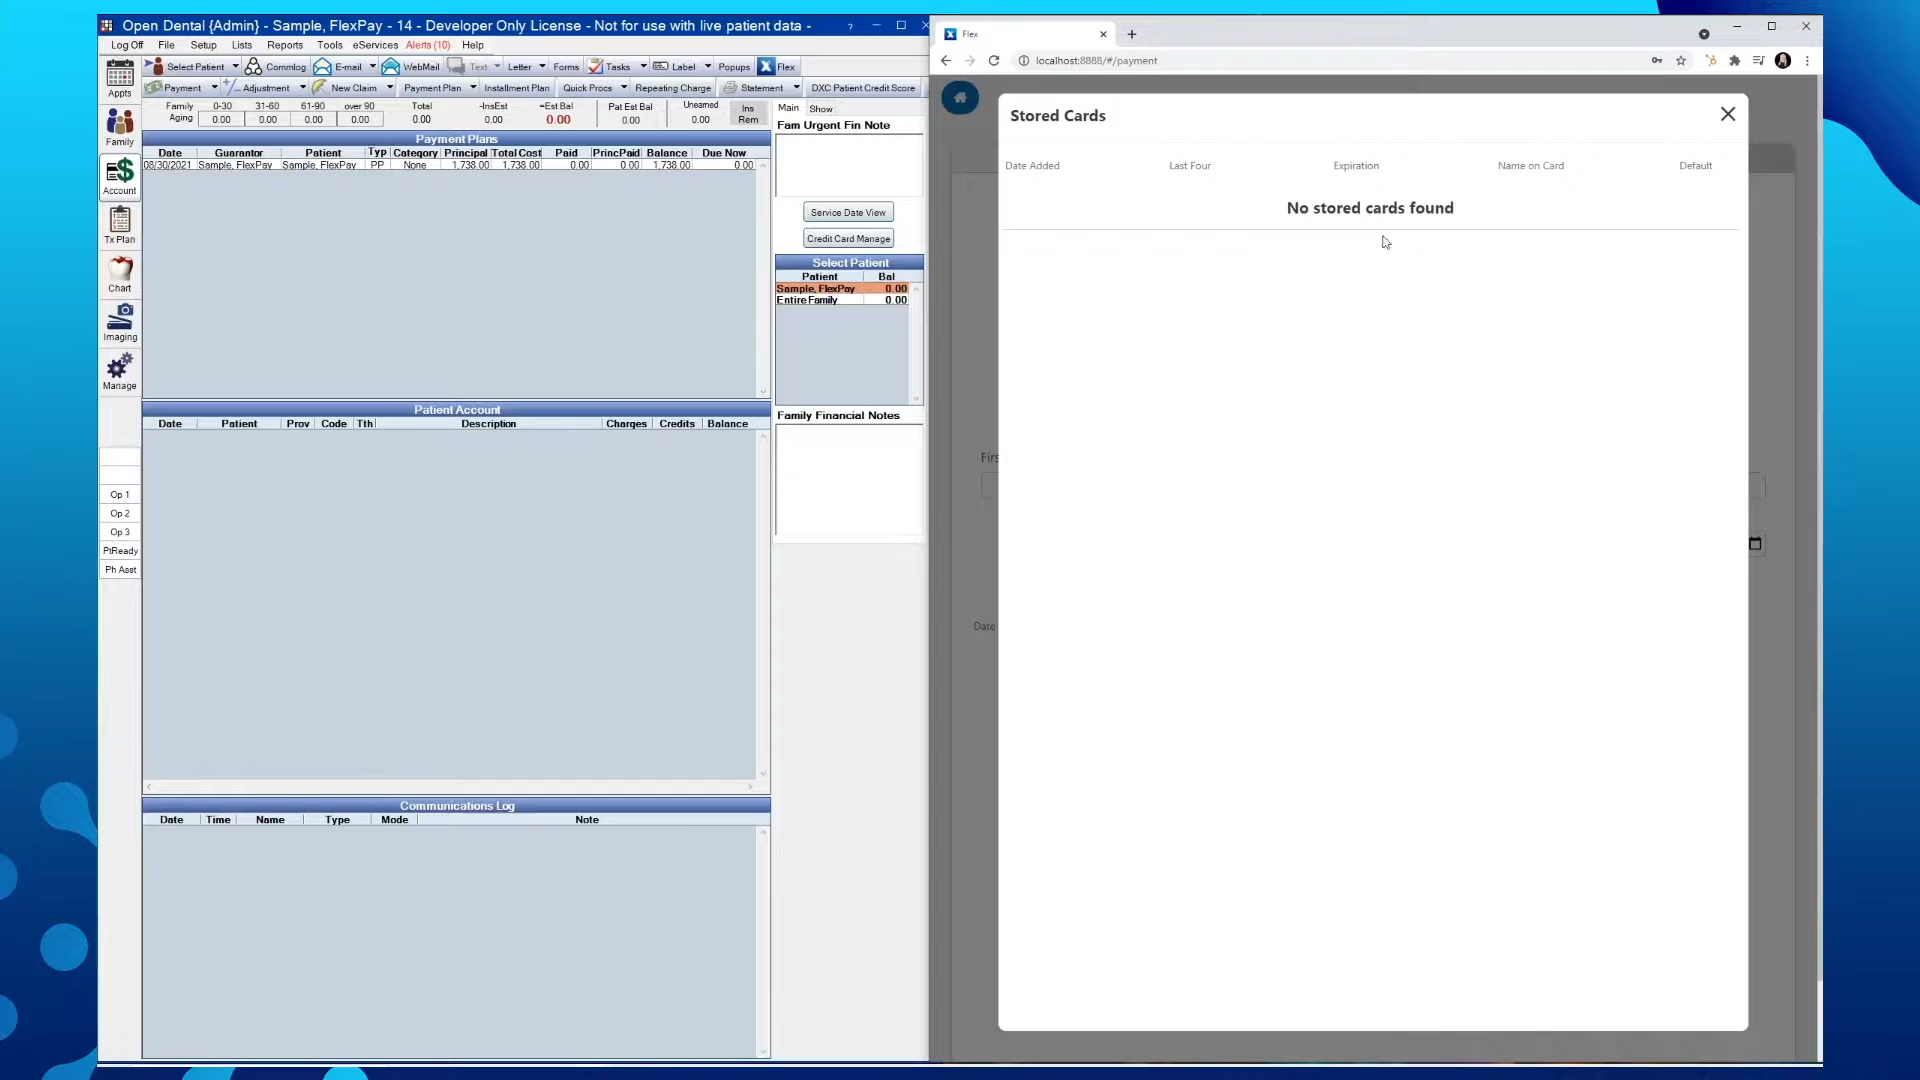 Open Dental {Admin} - Sample, FlexPay - 14 - Developer Only License - Not for use with live patient data -
Log Off File Setup Lists Reports Tools eServices Alerts (10) Help
Select Patient Commlog E-mail WebMail Text Letter Forms Tasks Label Popups Flex
Payment Adjustment New Claim Payment Plan Installment Plan Quick Procs Repeating Charge Statement DXC Patient Credit Score
Appts
Family
Account
Tx Plan
Chart
Imaging
Manage
Op 1
Op 2
Op 3
PtReady
Ph Asst
Family Aging 0-30 31-60 61-90 over 90 Total -InsEst =Est Bal Pat Est Bal Unearned Ins Rem
0.00 0.00 0.00 0.00 0.00 0.00 0.00 0.00 0.00
Payment Plans
Date Guarantor Patient Typ Category Principal Total Cost Paid PrincPaid Balance Due Now
08/30/2021 Sample, FlexPay Sample, FlexPay PP None 1,738.00 1,738.00 0.00 0.00 1,738.00 0.00
Patient Account
Date Patient Prov Code Tth Description Charges Credits Balance
Communications Log
Date Time Name Type Mode Note
Main Show
Fam Urgent Fin Note
Service Date View
Credit Card Manage
Select Patient
Patient Bal
Sample, FlexPay 0.00
Entire Family 0.00
Family Financial Notes
Flex
localhost:8888/#/payment
Stored Cards
Date Added Last Four Expiration Name on Card Default
No stored cards found
Firs
Date